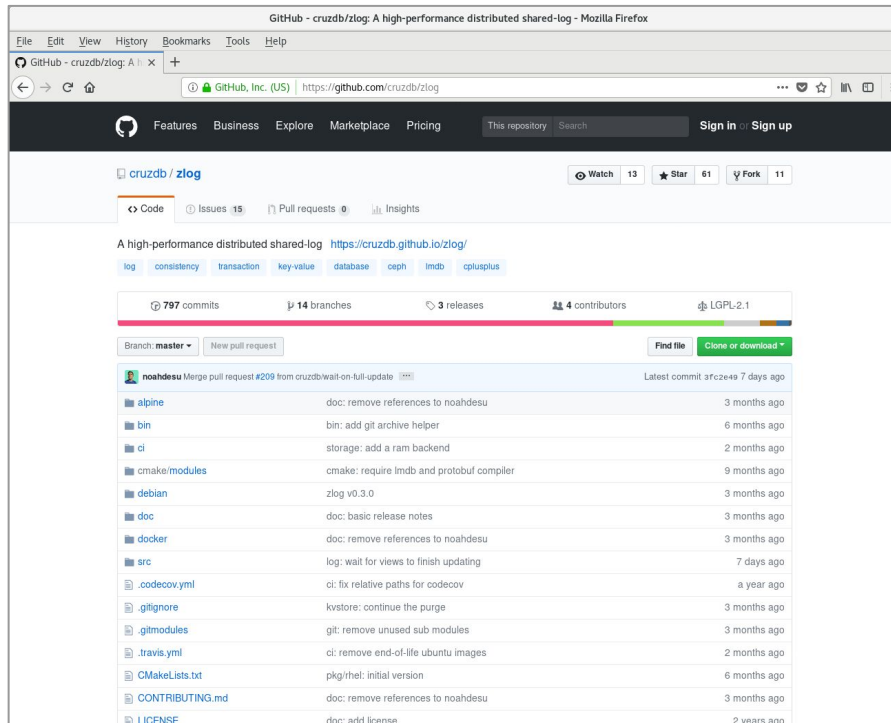 GitHub - cruzdb/zlog: A high-performance distributed shared-log - Mozilla Firefox
File Edit View History Bookmarks Tools Help
GitHub - cruzdb/zlog: A h
GitHub, Inc. (US) https://github.com/cruzdb/zlog
Features Business Explore Marketplace Pricing This repository Search Sign in or Sign up
cruzdb / zlog Watch 13 Star 61 Fork 11
Code Issues 15 Pull requests 0 Insights
A high-performance distributed shared-log https://cruzdb.github.io/zlog/
log consistency transaction key-value database ceph lmdb cplusplus
797 commits 14 branches 3 releases 4 contributors LGPL-2.1
Branch: master New pull request Find file Clone or download
noahdesu Merge pull request #209 from cruzdb/wait-on-full-update ... Latest commit 3fc2e49 7 days ago
alpine doc: remove references to noahdesu 3 months ago
bin bin: add git archive helper 6 months ago
ci storage: add a ram backend 2 months ago
cmake/modules cmake: require lmdb and protobuf compiler 9 months ago
debian zlog v0.3.0 3 months ago
doc doc: basic release notes 3 months ago
docker doc: remove references to noahdesu 3 months ago
src log: wait for views to finish updating 7 days ago
.codecov.yml ci: fix relative paths for codecov a year ago
.gitignore kvstore: continue the purge 3 months ago
.gitmodules git: remove unused sub modules 3 months ago
.travis.yml ci: remove end-of-life ubuntu images 2 months ago
CMakeLists.txt pkg/rhel: initial version 6 months ago
CONTRIBUTING.md doc: remove references to noahdesu 3 months ago
LICENSE doc: add license 2 years ago